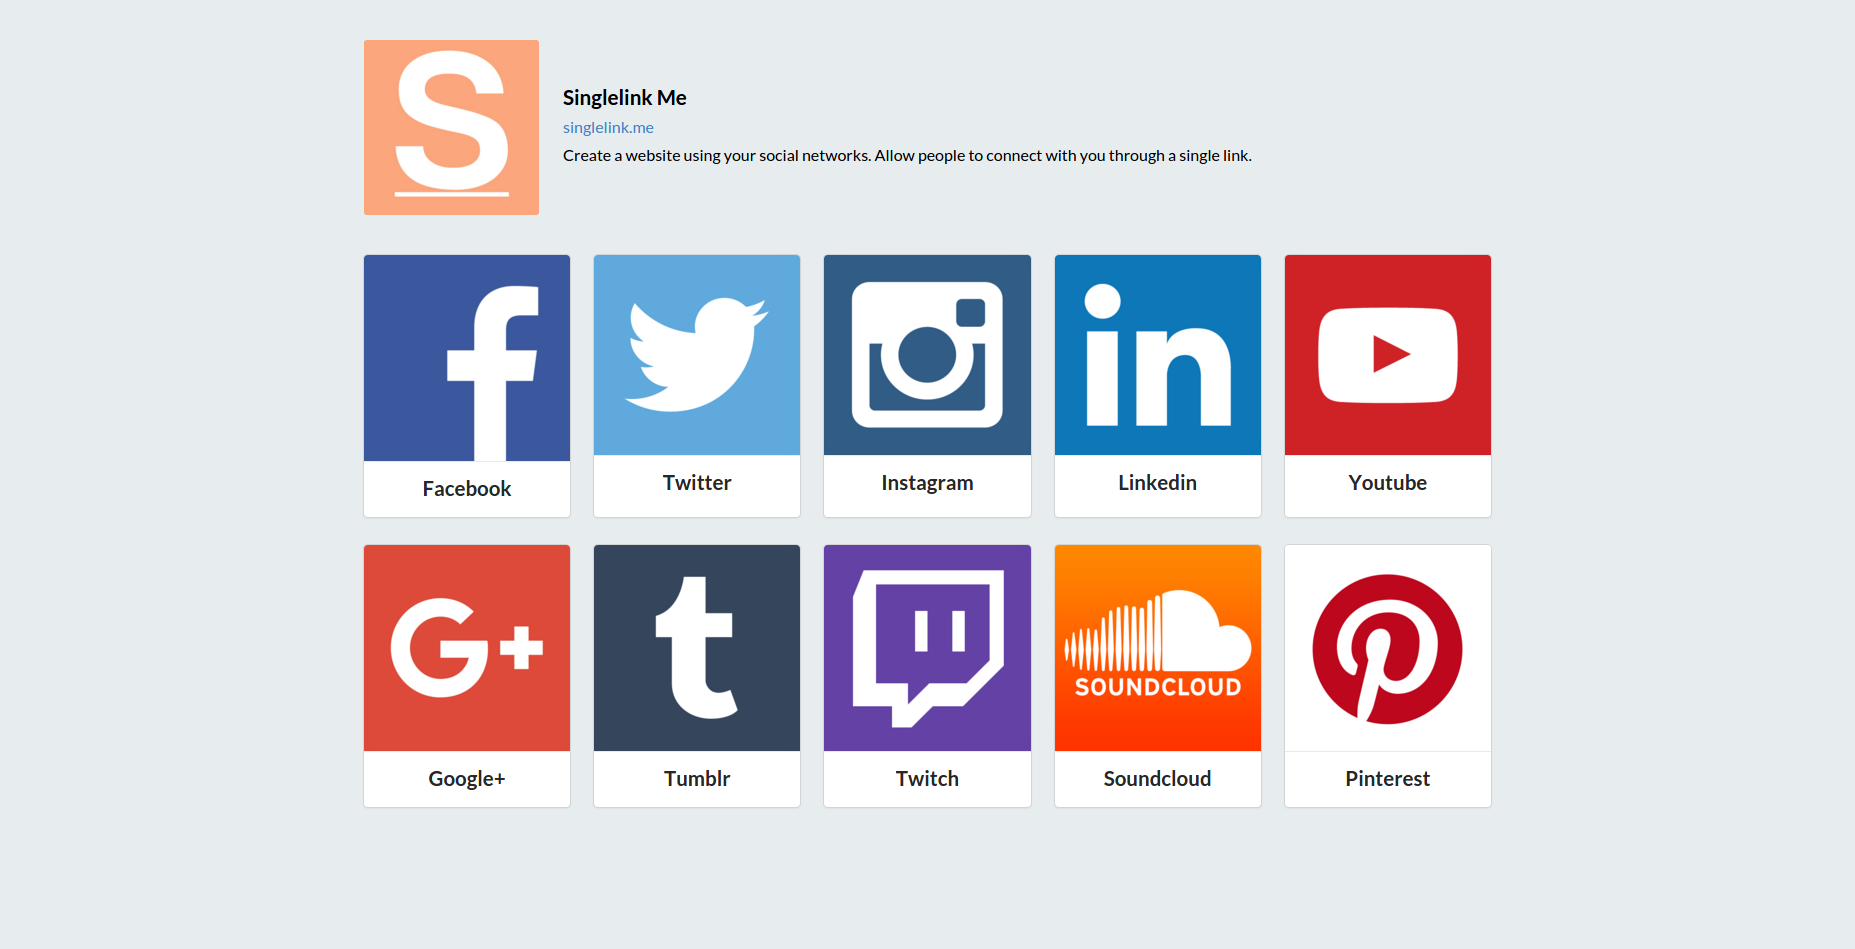 S
Singlelink Me
singlelink.me
Create a website using your social networks. Allow people to connect with you through a single link.
f
in
Facebook
Twitter
Instagram
Linkedin
Youtube
G+
t
SOUNDCLOUD
Google+
Tumblr
Twitch
Soundcloud
Pinterest